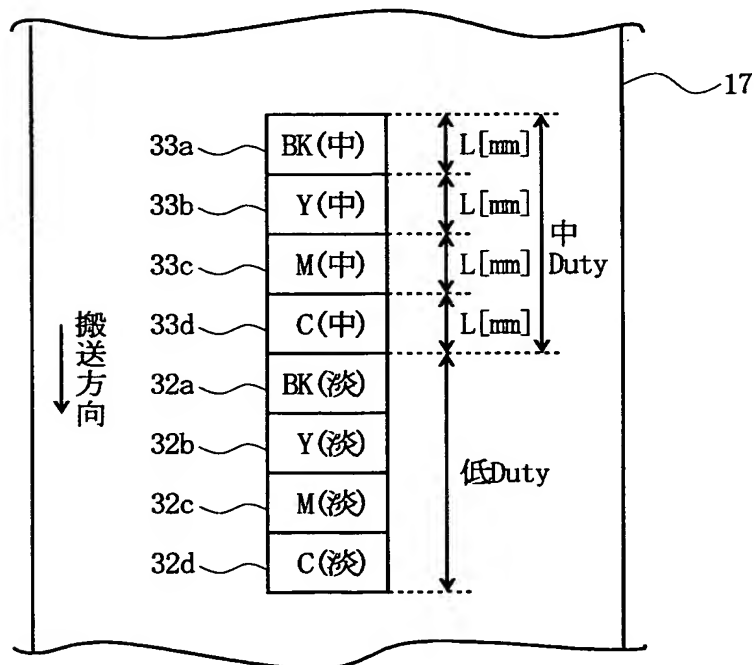 17
33a BK(中) L[mm]
33b Y(中) L[mm]
33c M(中) L[mm]
33d C(中) L[mm]
中
Duty
搬送方向
32a BK(淡)
32b Y(淡)
32c M(淡)
32d C(淡)
低Duty